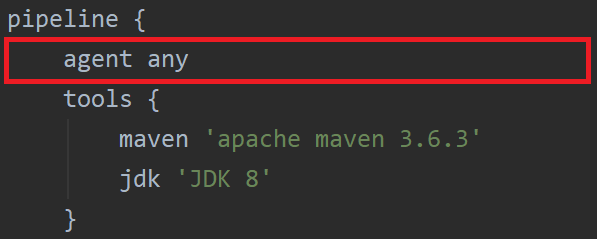 pipeline {
    agent any
    tools {
        maven 'apache maven 3.6.3'
        jdk 'JDK 8'
    }